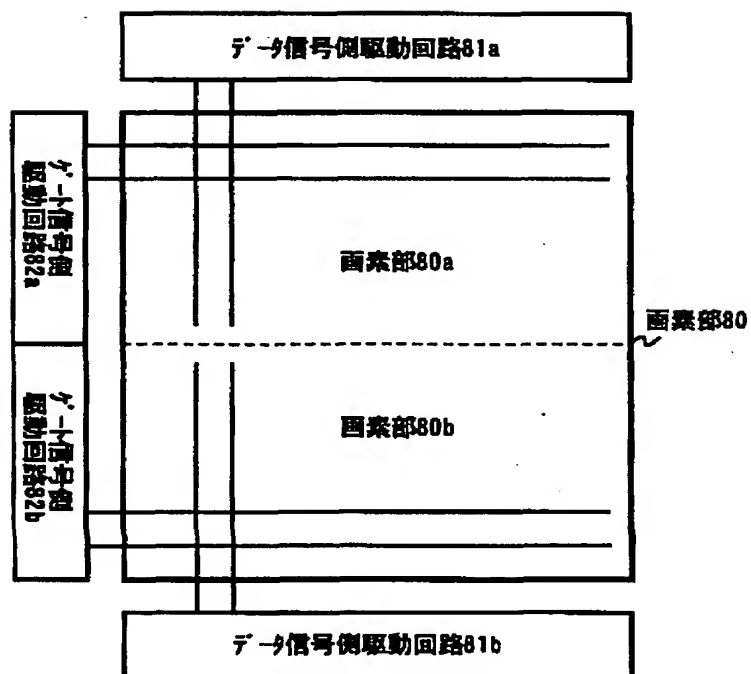 データ信号側駆動回路81a
ゲート信号側
駆動回路82a
画素部80a
画素部80
画素部80b
ゲート信号側
駆動回路82b
データ信号側駆動回路81b